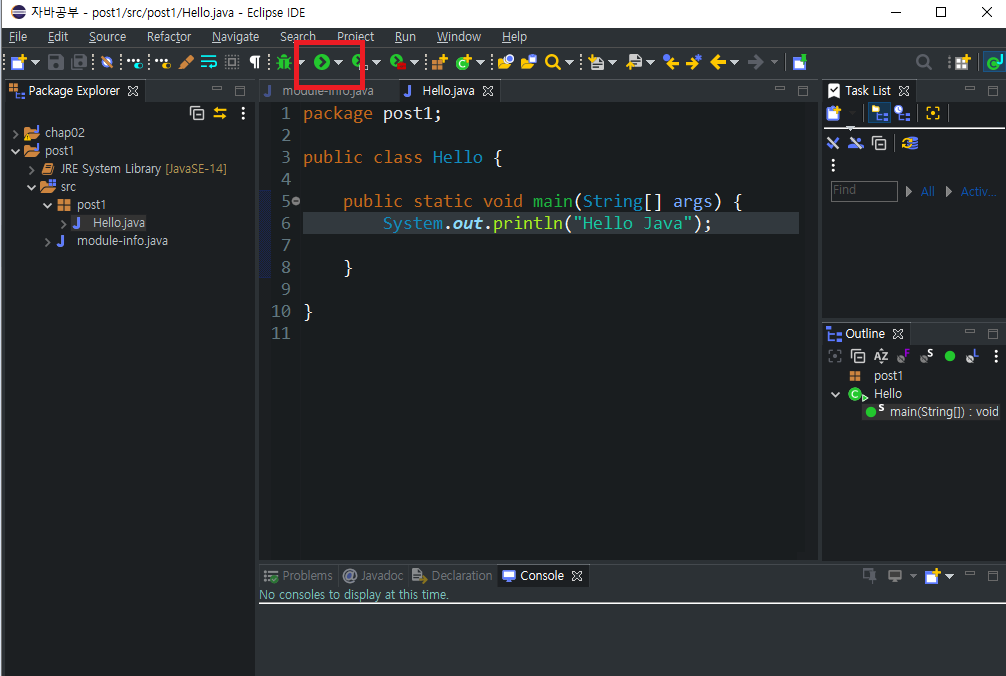 자바공부 - post1/src/post1/Hello.java - Eclipse IDE
File Edit Source Refactor Navigate Search Project Run Window Help
Package Explorer
chap02
post1
JRE System Library [JavaSE-14]
src
post1
Hello.java
module-info.java
module-info.java Hello.java
1 package post1;
2
3 public class Hello {
4
5 public static void main(String[] args) {
6 System.out.println("Hello Java");
7
8 }
9
10 }
11
Task List
Find All Activ...
Outline
post1
Hello
main(String[]) : void
Problems Javadoc Declaration Console
No consoles to display at this time.